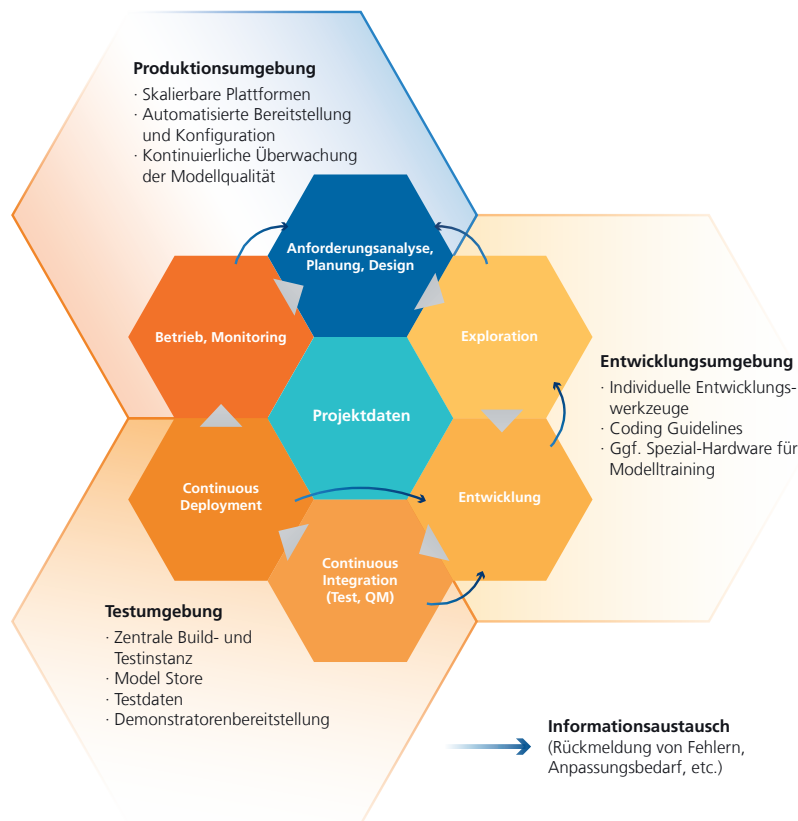 Produktionsumgebung
· Skalierbare Plattformen
· Automatisierte Bereitstellung
und Konfiguration
· Kontinuierliche Überwachung
der Modellqualität
Anforderungsanalyse,
Planung, Design
Betrieb, Monitoring
Exploration
Projektdaten
Entwicklungsumgebung
· Individuelle Entwicklungs-
werkzeuge
· Coding Guidelines
· Ggf. Spezial-Hardware für
Modelltraining
Continuous
Deployment
Entwicklung
Continuous
Integration
(Test, QM)
Testumgebung
· Zentrale Build- und
Testinstanz
· Model Store
· Testdaten
· Demonstratorenbereitstellung
Informationsaustausch
(Rückmeldung von Fehlern,
Anpassungsbedarf, etc.)